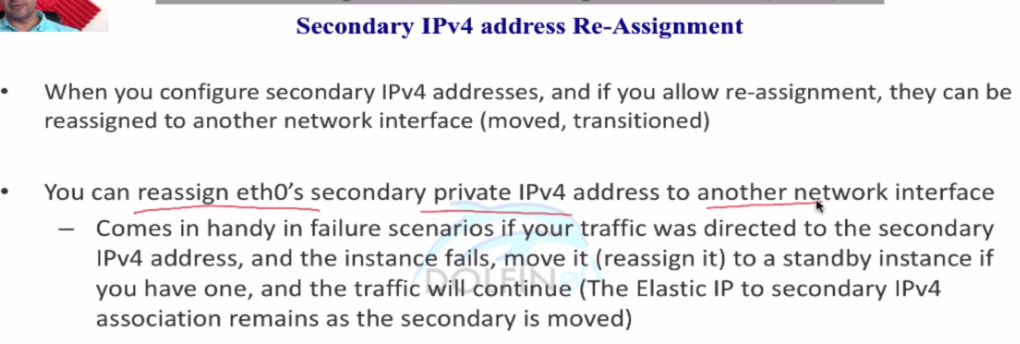 Secondary IPv4 address Re-Assignment
• When you configure secondary IPv4 addresses, and if you allow re-assignment, they can be
reassigned to another network interface (moved, transitioned)
• You can reassign eth0's secondary private IPv4 address to another network interface
– Comes in handy in failure scenarios if your traffic was directed to the secondary
IPv4 address, and the instance fails, move it (reassign it) to a standby instance if
you have one, and the traffic will continue (The Elastic IP to secondary IPv4
association remains as the secondary is moved)